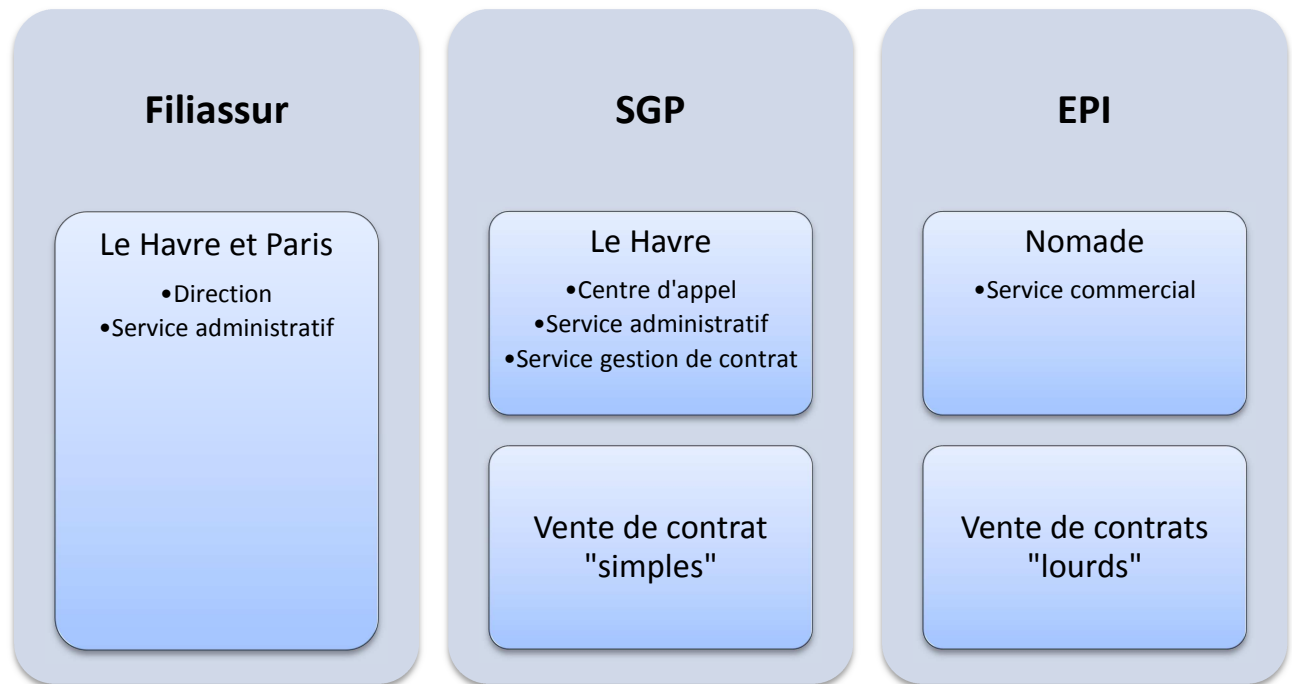 Filiassur
Le Havre et Paris
•Direction
•Service administratif
SGP
Le Havre
•Centre d'appel
•Service administratif
•Service gestion de contrat
Vente de contrat
"simples"
EPI
Nomade
•Service commercial
Vente de contrats
"lourds"